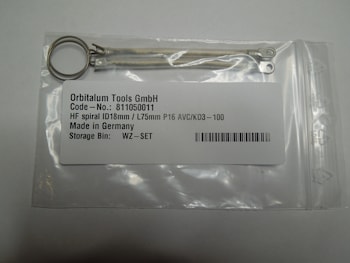 Orbitalum Tools GmbH
Code-No.: 811050011
HF spiral ID18mm / L75mm P16 AVC/KD3-100
Made in Germany
Storage Bin: WZ-SET